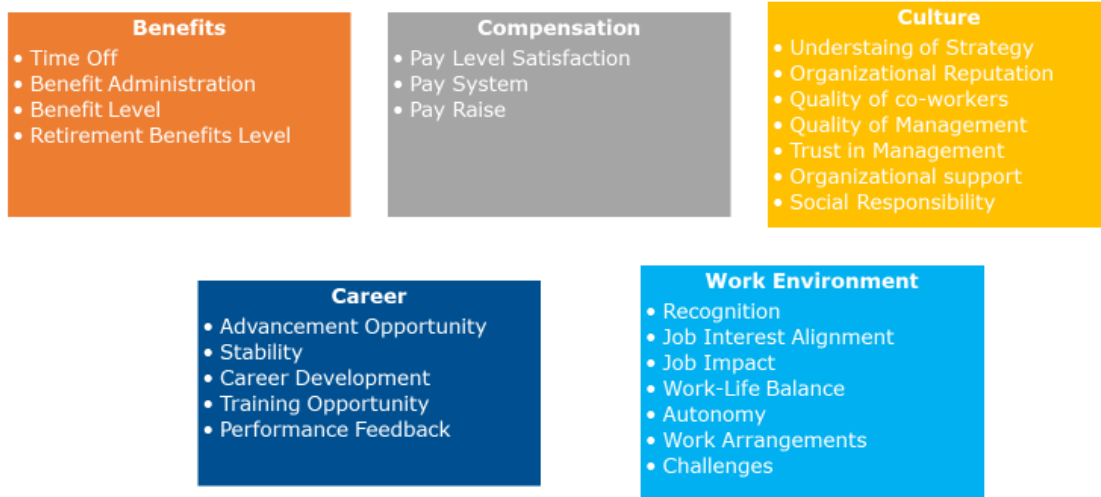 Benefits
• Time Off
• Benefit Administration
• Benefit Level
• Retirement Benefits Level
Compensation
• Pay Level Satisfaction
• Pay System
• Pay Raise
Culture
• Understaing of Strategy
• Organizational Reputation
• Quality of co-workers
• Quality of Management
• Trust in Management
• Organizational support
• Social Responsibility
Career
• Advancement Opportunity
• Stability
• Career Development
• Training Opportunity
• Performance Feedback
Work Environment
• Recognition
• Job Interest Alignment
• Job Impact
• Work-Life Balance
• Autonomy
• Work Arrangements
• Challenges